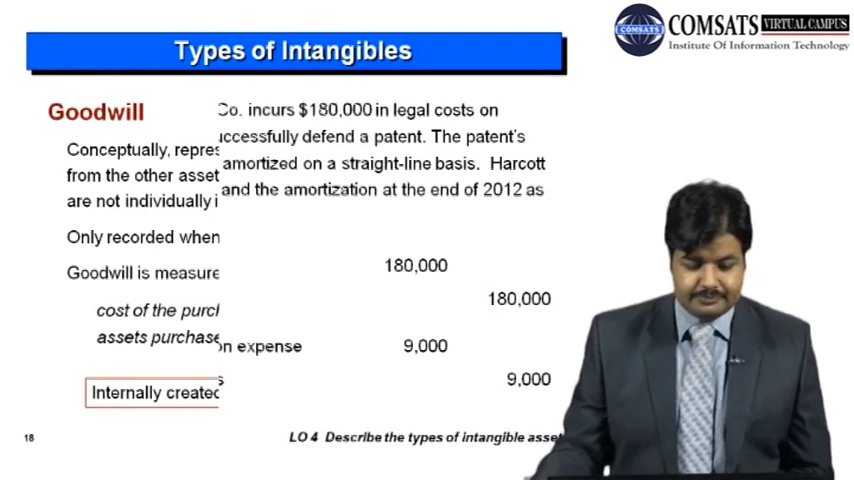 COMSATS VIRTUAL CAMPUS
Institute Of Information Technology
COMSATS
Types of Intangibles
Goodwill
Co. incurs $180,000 in legal costs on
uccessfully defend a patent. The patent's
Conceptually, repres
amortized on a straight-line basis. Harcott
from the other asset
and the amortization at the end of 2012 as
are not individually i
Only recorded when
180,000
Goodwill is measure
180,000
cost of the purch
assets purchase
on expense 9,000
s 9,000
Internally created
18
LO 4 Describe the types of intangible asset